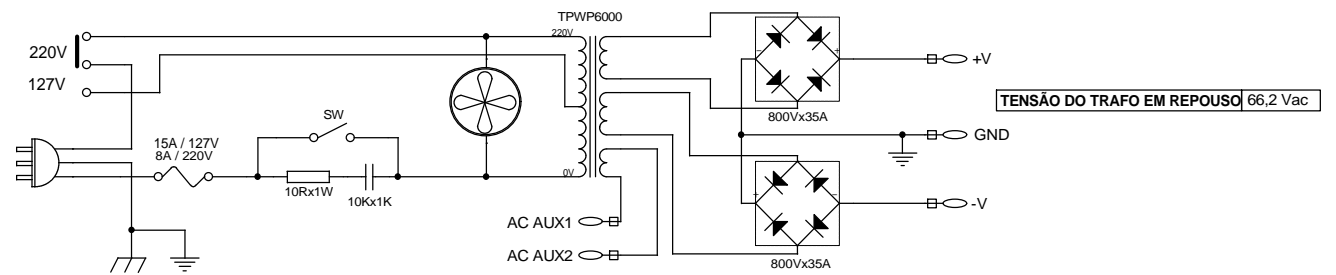 TPWP6000
220V
220V
127V
SW
15A / 127V
8A / 220V
10Rx1W
10Kx1K
0V
AC AUX1
AC AUX2
- +
800Vx35A
+V
GND
TENSÃO DO TRAFO EM REPOUSO 66,2 Vac
+ -
-V
800Vx35A